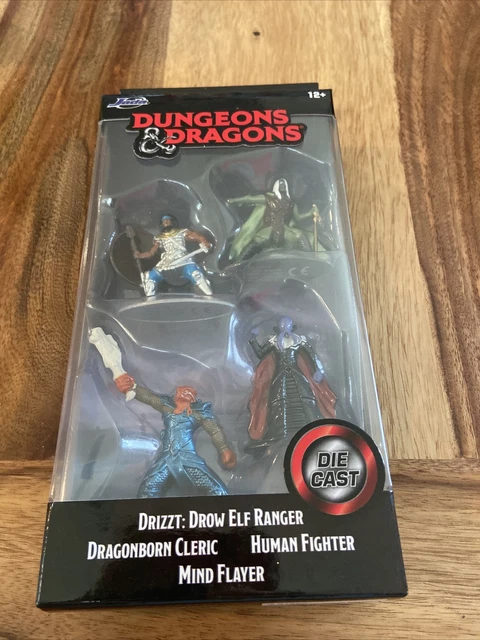 Jada
12+
DUNGEONS
& DRAGONS
DIE
CAST
DRIZZT: DROW ELF RANGER
DRAGONBORN CLERIC HUMAN FIGHTER
MIND FLAYER